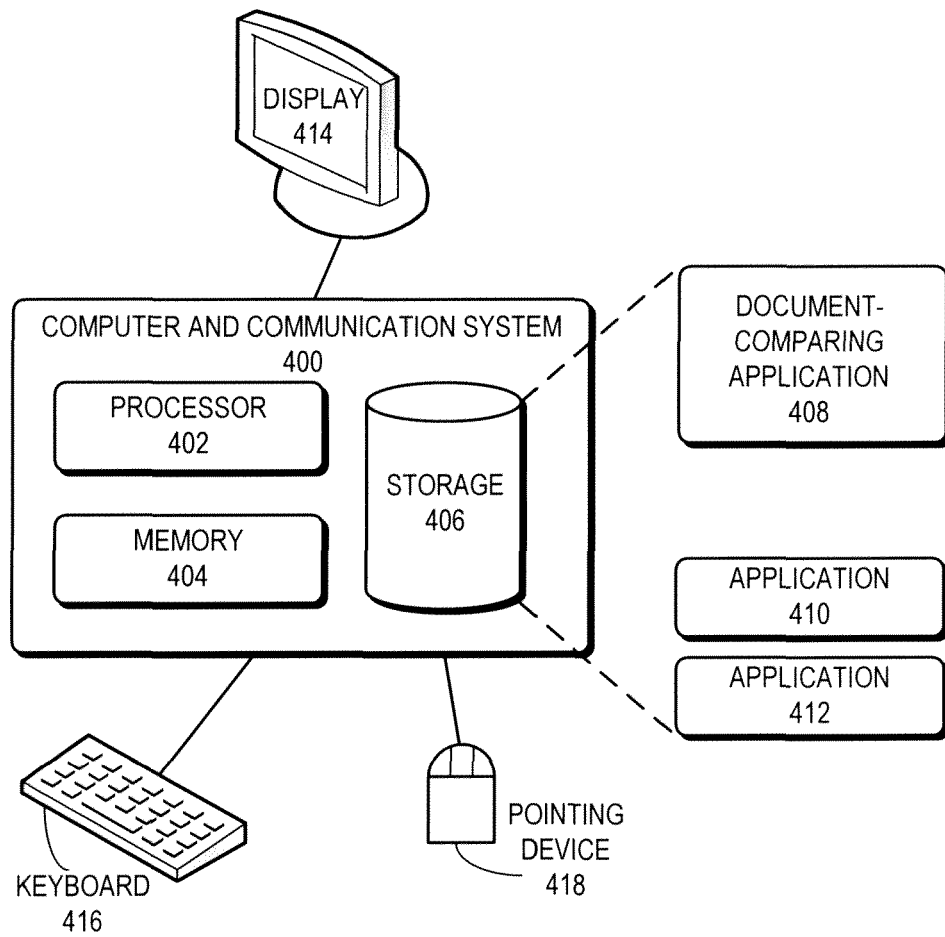 DISPLAY
414
COMPUTER AND COMMUNICATION SYSTEM
400
PROCESSOR
402
MEMORY
404
STORAGE
406
DOCUMENT-
COMPARING
APPLICATION
408
APPLICATION
410
APPLICATION
412
KEYBOARD
416
POINTING
DEVICE
418